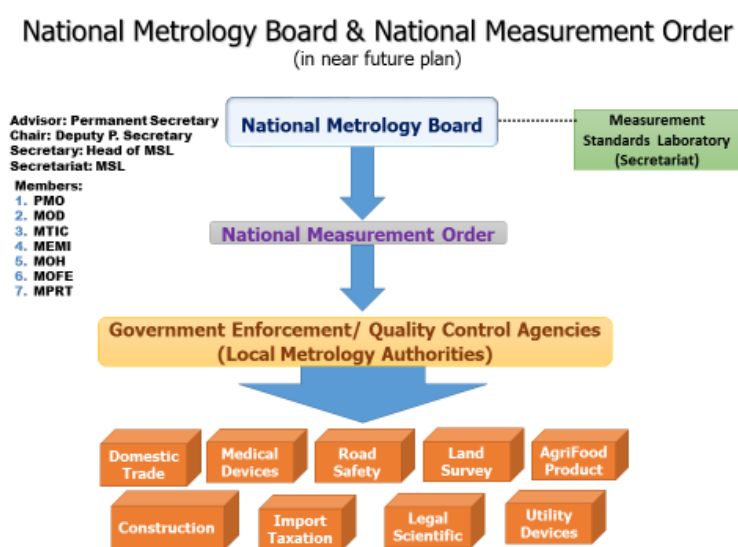 National Metrology Board & National Measurement Order
(in near future plan)
Advisor: Permanent Secretary
Chair: Deputy P. Secretary
Secretary: Head of MSL
Secretariat: MSL
Members:
1. PMO
2. MOD
3. MTIC
4. MEMI
5. MOH
6. MOFE
7. MPRT
National Metrology Board
Measurement
Standards Laboratory
(Secretariat)
National Measurement Order
Government Enforcement/ Quality Control Agencies
(Local Metrology Authorities)
Domestic
Trade
Medical
Devices
Road
Safety
Land
Survey
AgriFood
Product
Construction
Import
Taxation
Legal
Scientific
Utility
Devices